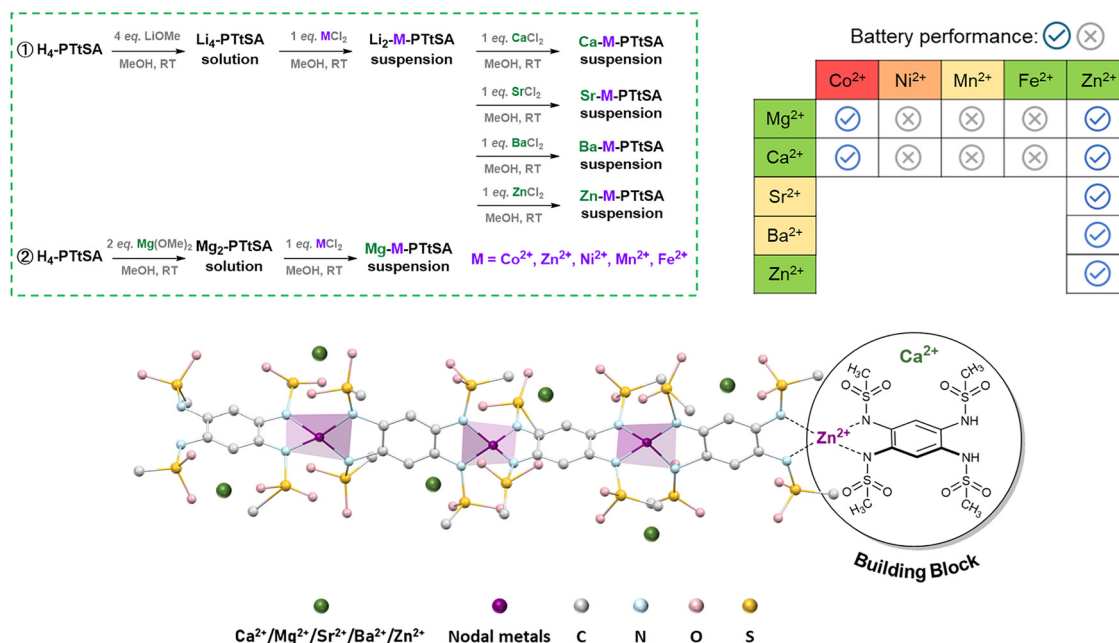 ① H₄-PTtSA
4 eq. LiOMe
MeOH, RT
Li₄-PTtSA
solution
1 eq. MCl₂
MeOH, RT
Li₂-M-PTtSA
suspension
1 eq. CaCl₂
MeOH, RT
Ca-M-PTtSA
suspension
1 eq. SrCl₂
MeOH, RT
Sr-M-PTtSA
suspension
1 eq. BaCl₂
MeOH, RT
Ba-M-PTtSA
suspension
1 eq. ZnCl₂
MeOH, RT
Zn-M-PTtSA
suspension
② H₄-PTtSA
2 eq. Mg(OMe)₂
MeOH, RT
Mg₂-PTtSA
solution
1 eq. MCl₂
MeOH, RT
Mg-M-PTtSA
suspension
M = Co²⁺, Zn²⁺, Ni²⁺, Mn²⁺, Fe²⁺
Battery performance:
Co²⁺ Ni²⁺ Mn²⁺ Fe²⁺ Zn²⁺
Mg²⁺
Ca²⁺
Sr²⁺
Ba²⁺
Zn²⁺
Ca²⁺
H₃C CH₃
O S O O S O
N NH
Zn²⁺
N NH
O S O O S O
H₃C CH₃
Building Block
Ca²⁺/Mg²⁺/Sr²⁺/Ba²⁺/Zn²⁺ Nodal metals C N O S